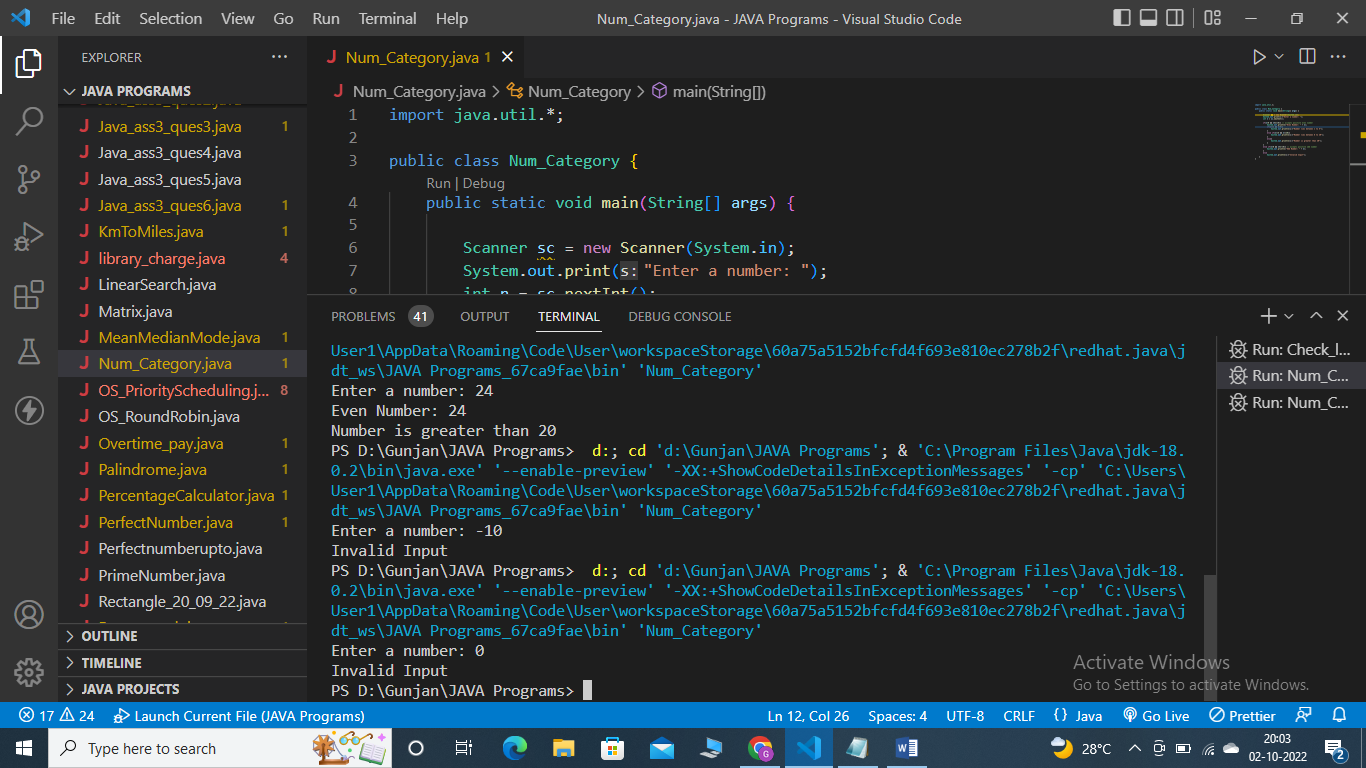 File Edit Selection View Go Run Terminal Help Num_Category.java - JAVA Programs - Visual Studio Code
EXPLORER
JAVA PROGRAMS
Java_ass3_ques3.java 1
Java_ass3_ques4.java
Java_ass3_ques5.java
Java_ass3_ques6.java 1
KmToMiles.java 1
library_charge.java 4
LinearSearch.java
Matrix.java
MeanMedianMode.java 1
Num_Category.java 1
OS_PriorityScheduling.j... 8
OS_RoundRobin.java
Overtime_pay.java 1
Palindrome.java 1
PercentageCalculator.java 1
PerfectNumber.java 1
Perfectnumberupto.java
PrimeNumber.java
Rectangle_20_09_22.java
OUTLINE
TIMELINE
JAVA PROJECTS
Num_Category.java 1
Num_Category.java > Num_Category > main(String[])
1 import java.util.*;
2
3 public class Num_Category {
Run | Debug
4 public static void main(String[] args) {
5
6 Scanner sc = new Scanner(System.in);
7 System.out.print(s:"Enter a number: ");
8 int n = sc.nextInt();
PROBLEMS 41 OUTPUT TERMINAL DEBUG CONSOLE
User1\AppData\Roaming\Code\User\workspaceStorage\60a75a5152bfcfd4f693e810ec278b2f\redhat.java\j
dt_ws\JAVA Programs_67ca9fae\bin' 'Num_Category'
Enter a number: 24
Even Number: 24
Number is greater than 20
PS D:\Gunjan\JAVA Programs> d:; cd 'd:\Gunjan\JAVA Programs'; & 'C:\Program Files\Java\jdk-18.
0.2\bin\java.exe' '--enable-preview' '-XX:+ShowCodeDetailsInExceptionMessages' '-cp' 'C:\Users\
User1\AppData\Roaming\Code\User\workspaceStorage\60a75a5152bfcfd4f693e810ec278b2f\redhat.java\j
dt_ws\JAVA Programs_67ca9fae\bin' 'Num_Category'
Enter a number: -10
Invalid Input
PS D:\Gunjan\JAVA Programs> d:; cd 'd:\Gunjan\JAVA Programs'; & 'C:\Program Files\Java\jdk-18.
0.2\bin\java.exe' '--enable-preview' '-XX:+ShowCodeDetailsInExceptionMessages' '-cp' 'C:\Users\
User1\AppData\Roaming\Code\User\workspaceStorage\60a75a5152bfcfd4f693e810ec278b2f\redhat.java\j
dt_ws\JAVA Programs_67ca9fae\bin' 'Num_Category'
Enter a number: 0
Invalid Input
PS D:\Gunjan\JAVA Programs>
Run: Check_l...
Run: Num_C...
Run: Num_C...
Activate Windows
Go to Settings to activate Windows.
17 24 Launch Current File (JAVA Programs) Ln 12, Col 26 Spaces: 4 UTF-8 CRLF {} Java Go Live Prettier
Type here to search 28°C 20:03
02-10-2022 2